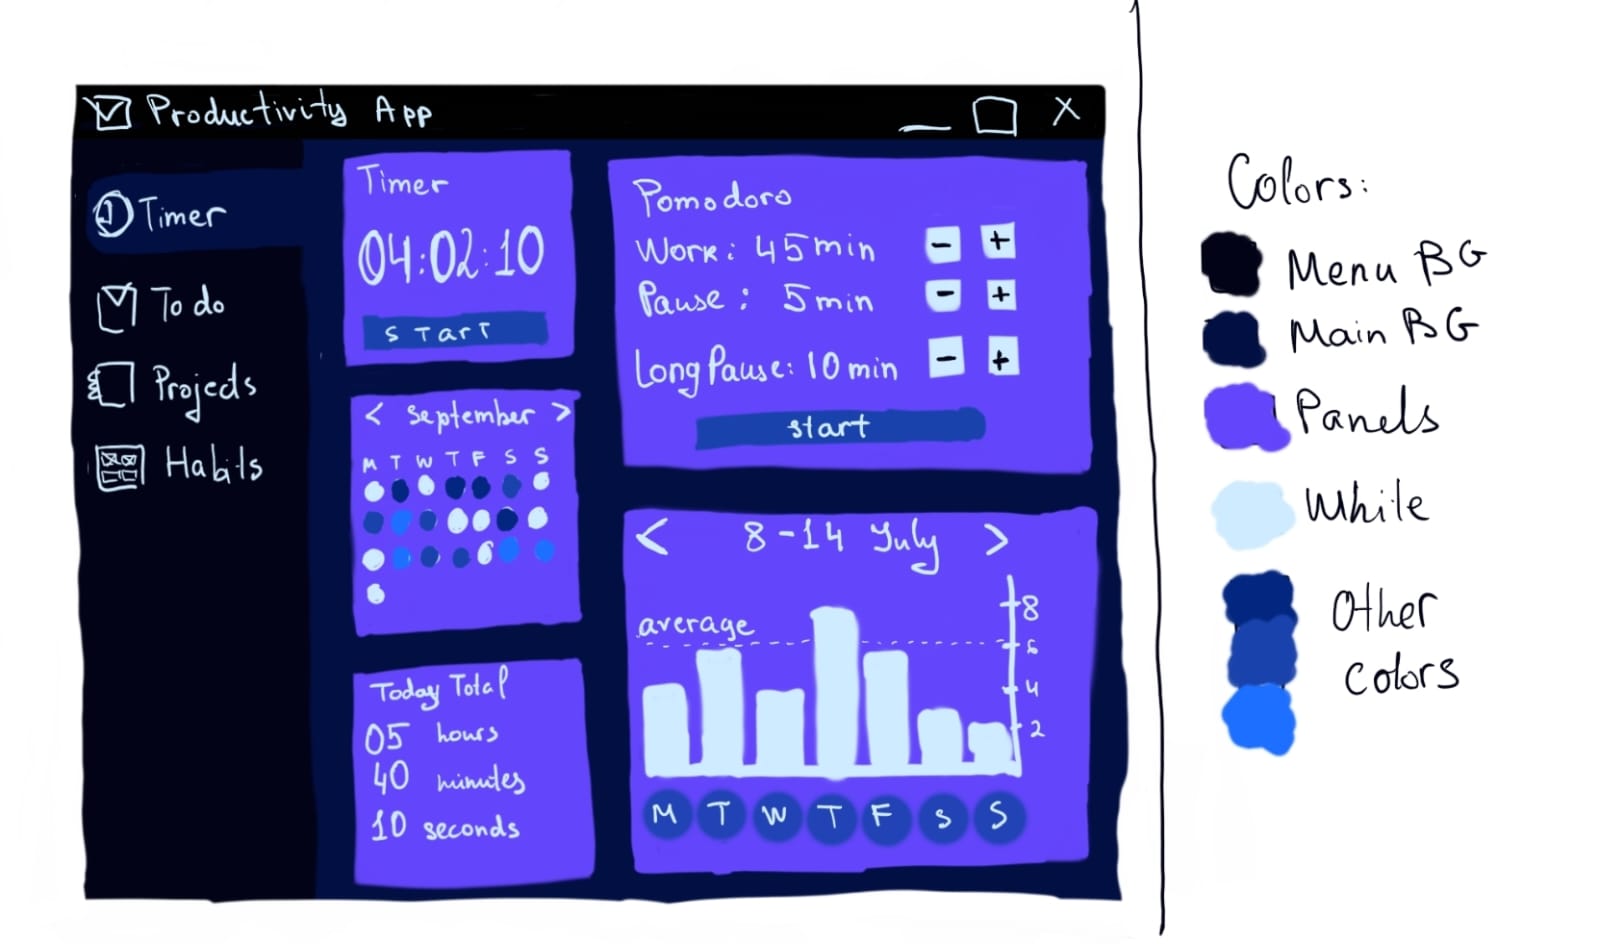 Productivity App
X
Timer
To do
Projects
Habits
Timer
04:02:10
START
< September >
M T W T F S S
Today Total
05 hours
40 minutes
10 seconds
Pomodoro
Work: 45min - +
Pause: 5min - +
Long Pause: 10 min - +
start
< 8-14 July >
average
8
6
4
2
M T W T F S S
Colors:
Menu BG
Main BG
Panels
White
Other
colors